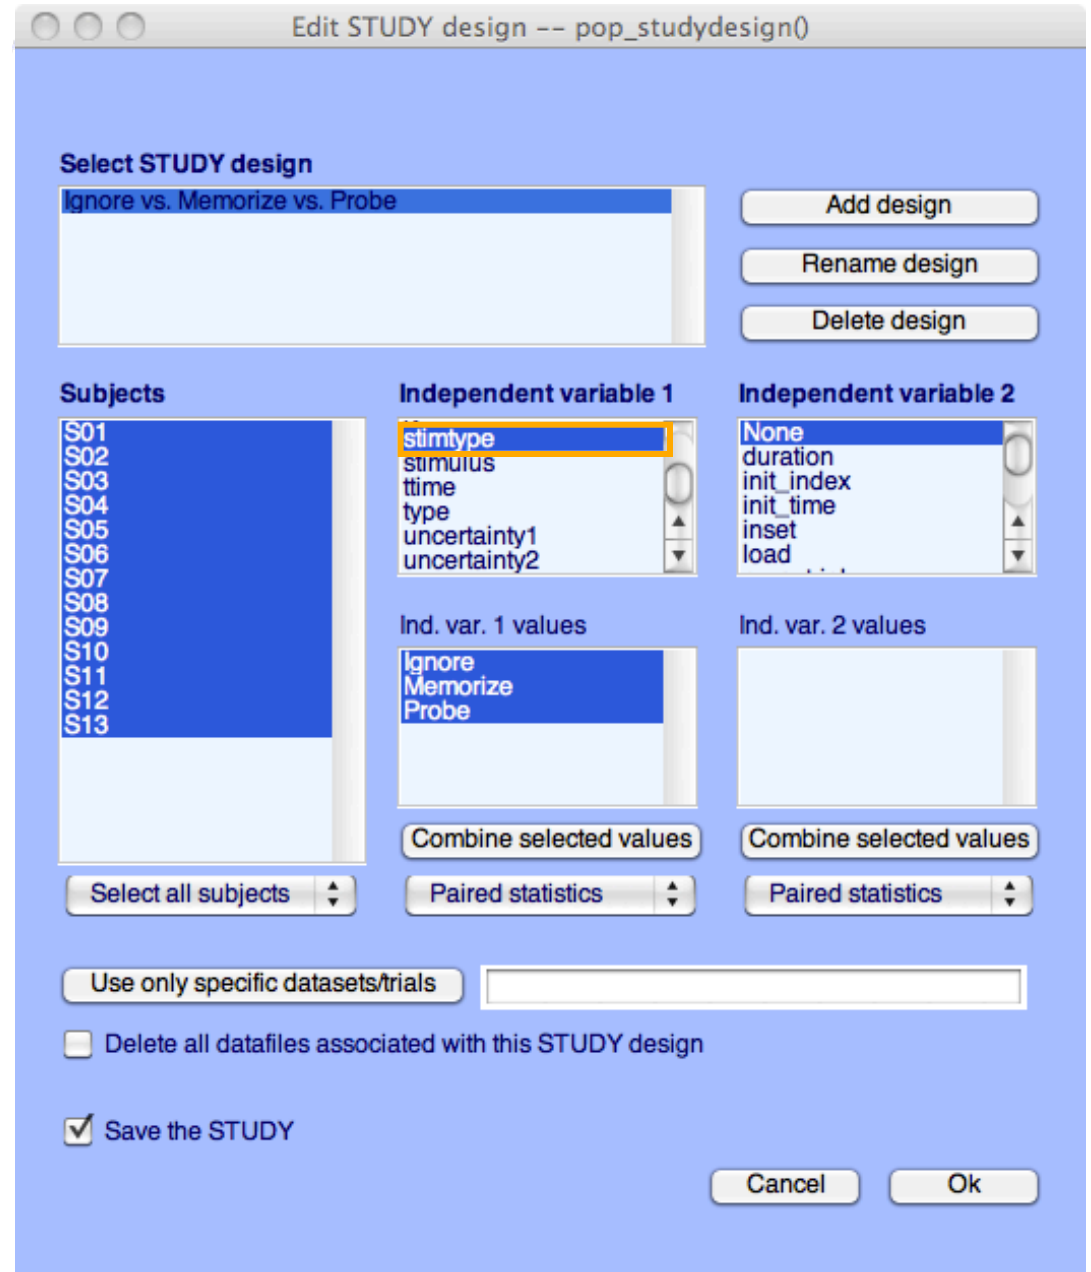 Edit STUDY design -- pop_studydesign()
Select STUDY design
Ignore vs. Memorize vs. Probe
Add design
Rename design
Delete design
Subjects
S01
S02
S03
S04
S05
S06
S07
S08
S09
S10
S11
S12
S13
Select all subjects
Independent variable 1
stimtype
stimulus
ttime
type
uncertainty1
uncertainty2
Ind. var. 1 values
Ignore
Memorize
Probe
Combine selected values
Paired statistics
Independent variable 2
None
duration
init_index
init_time
inset
load
Ind. var. 2 values
Combine selected values
Paired statistics
Use only specific datasets/trials
Delete all datafiles associated with this STUDY design
Save the STUDY
Cancel
Ok